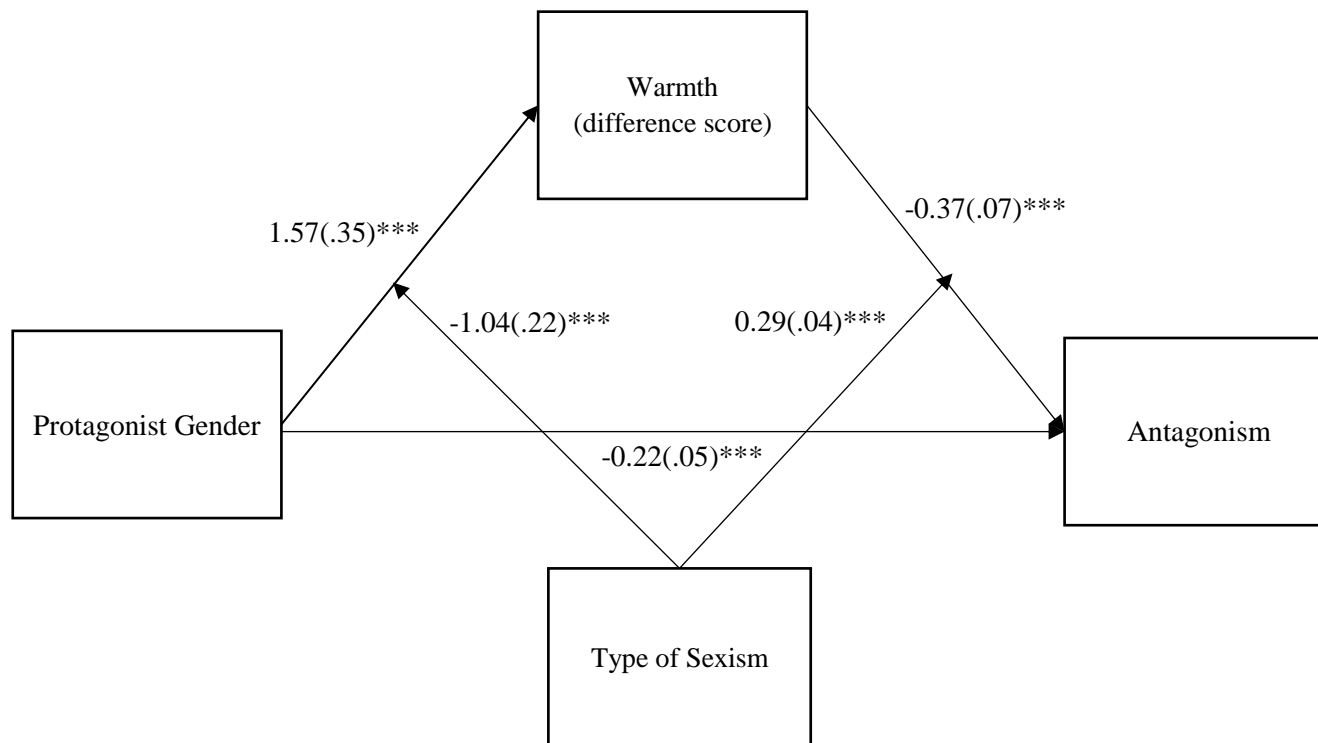 Warmth
(difference score)
-0.37(.07)***
1.57(.35)***
-1.04(.22)***
0.29(.04)***
Protagonist Gender
Antagonism
-0.22(.05)***
Type of Sexism